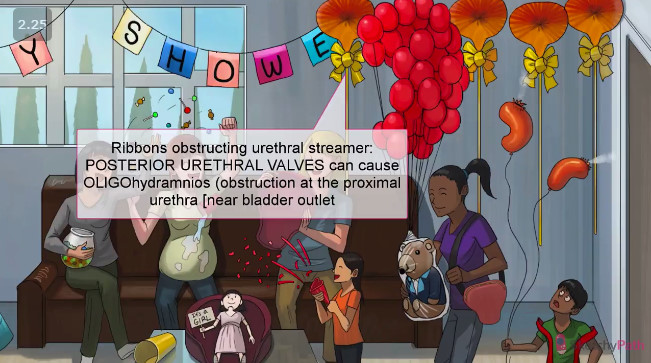 2.25
Y SHOWE
Ribbons obstructing urethral streamer:
POSTERIOR URETHRAL VALVES can cause
OLIGOhydramnios (obstruction at the proximal
urethra [near bladder outlet
IT'S A
GIRL